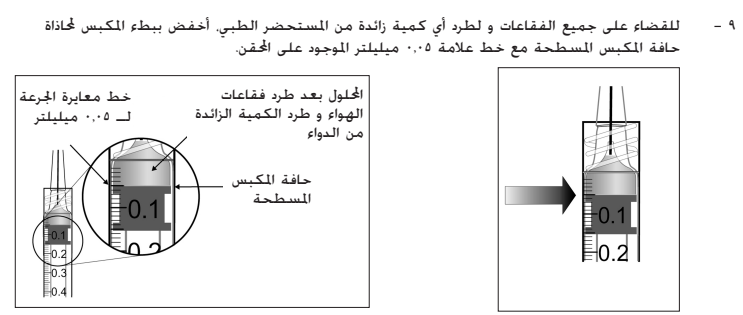 ٩ – للقضاء على جميع الفقاعات و لطرد أي كمية زائدة من المستحضر الطبي. أخفض ببطء المكبس لمحاذاة
حافة المكبس المسطحة مع خط علامة ٠,٠٥ ميليلتر الموجود على المحقن.
خط معايرة الجرعة
لــ ٠,٠٥ ميليلتر
المحلول بعد طرد فقاعات
الهواء و طرد الكمية الزائدة
من الدواء
حافة المكبس
المسطحة
0.1
0.2
0.1
0.2
0.3
0.4
0.1
0.2